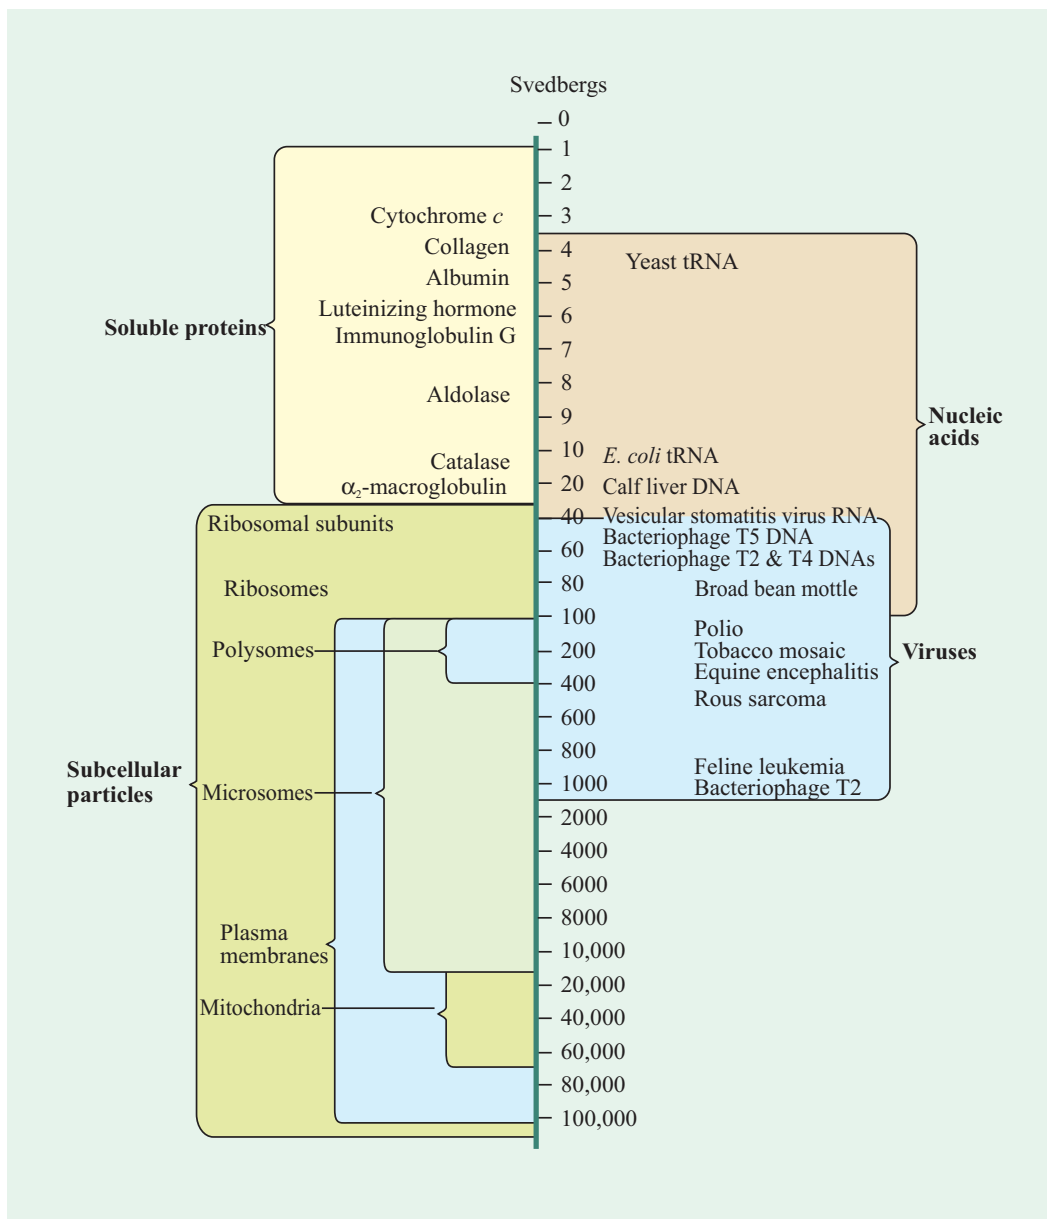 Svedbergs
0
1
2
3
4
5
6
7
8
9
10
20
40
60
80
100
200
400
600
800
1000
2000
4000
6000
8000
10,000
20,000
40,000
60,000
80,000
100,000
Soluble proteins
Cytochrome c
Collagen
Albumin
Luteinizing hormone
Immunoglobulin G
Aldolase
Catalase
α₂-macroglobulin
Nucleic
acids
Yeast tRNA
E. coli tRNA
Calf liver DNA
Vesicular stomatitis virus RNA
Bacteriophage T5 DNA
Bacteriophage T2 & T4 DNAs
Viruses
Broad bean mottle
Polio
Tobacco mosaic
Equine encephalitis
Rous sarcoma
Feline leukemia
Bacteriophage T2
Subcellular
particles
Ribosomal subunits
Ribosomes
Polysomes
Microsomes
Plasma
membranes
Mitochondria